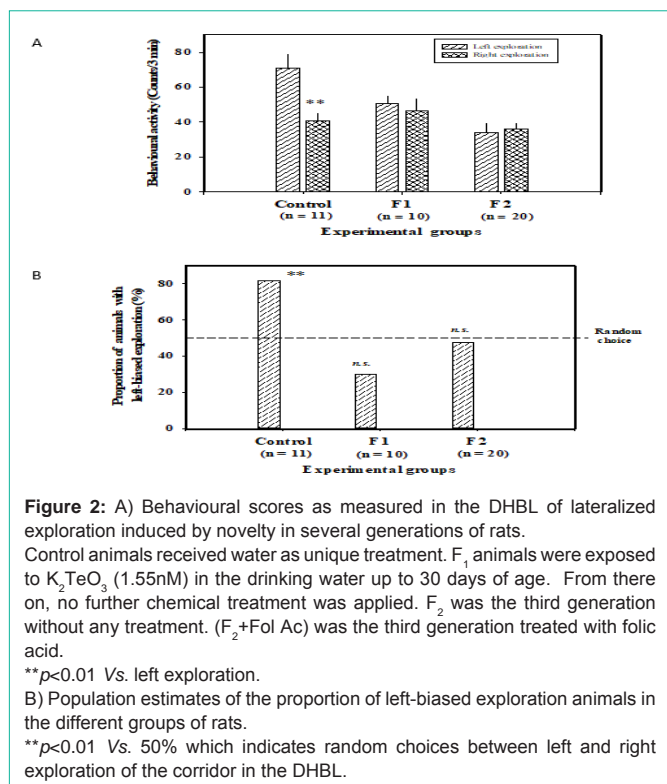 A
Behavioural activity (Counts/3 min)
80
60
40
20
0
Left exploration
Right exploration
**
Control
(n = 11)
F1
(n = 10)
F2
(n = 20)
Experimental groups
B
Proportion of animals with
left-biased exploration (%)
80
60
40
20
0
**
n.s.
n.s.
Random
choice
Control
(n = 11)
F1
(n = 10)
F2
(n = 20)
Experimental groups
Figure 2: A) Behavioural scores as measured in the DHBL of lateralized
exploration induced by novelty in several generations of rats.
Control animals received water as unique treatment. F₁ animals were exposed
to K₂TeO₃ (1.55nM) in the drinking water up to 30 days of age. From there
on, no further chemical treatment was applied. F₂ was the third generation
without any treatment. (F₂+Fol Ac) was the third generation treated with folic
acid.
**p<0.01 Vs. left exploration.
B) Population estimates of the proportion of left-biased exploration animals in
the different groups of rats.
**p<0.01 Vs. 50% which indicates random choices between left and right
exploration of the corridor in the DHBL.